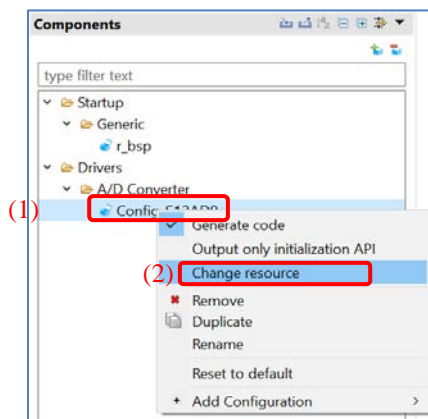 Components
type filter text
Startup
Generic
r_bsp
Drivers
A/D Converter
(1)
Config_S12AD0
Generate code
Output only initialization API
(2) Change resource
Remove
Duplicate
Rename
Reset to default
Add Configuration